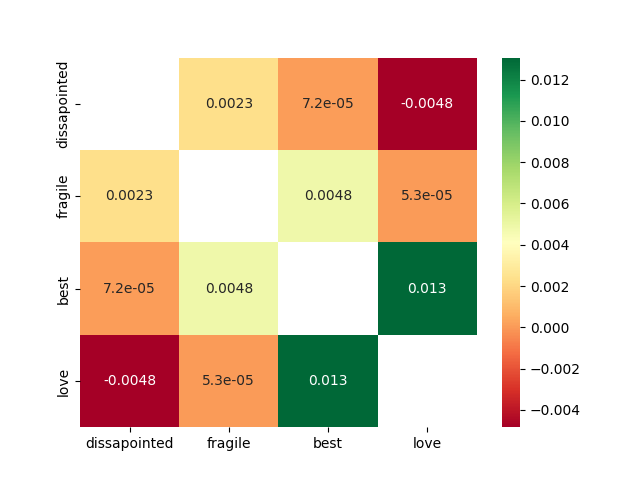 dissapointed 0.0023 7.2e-05 -0.0048
fragile 0.0023 0.0048 5.3e-05
best 7.2e-05 0.0048 0.013
love -0.0048 5.3e-05 0.013
dissapointed fragile best love
0.012
0.010
0.008
0.006
0.004
0.002
0.000
−0.002
−0.004